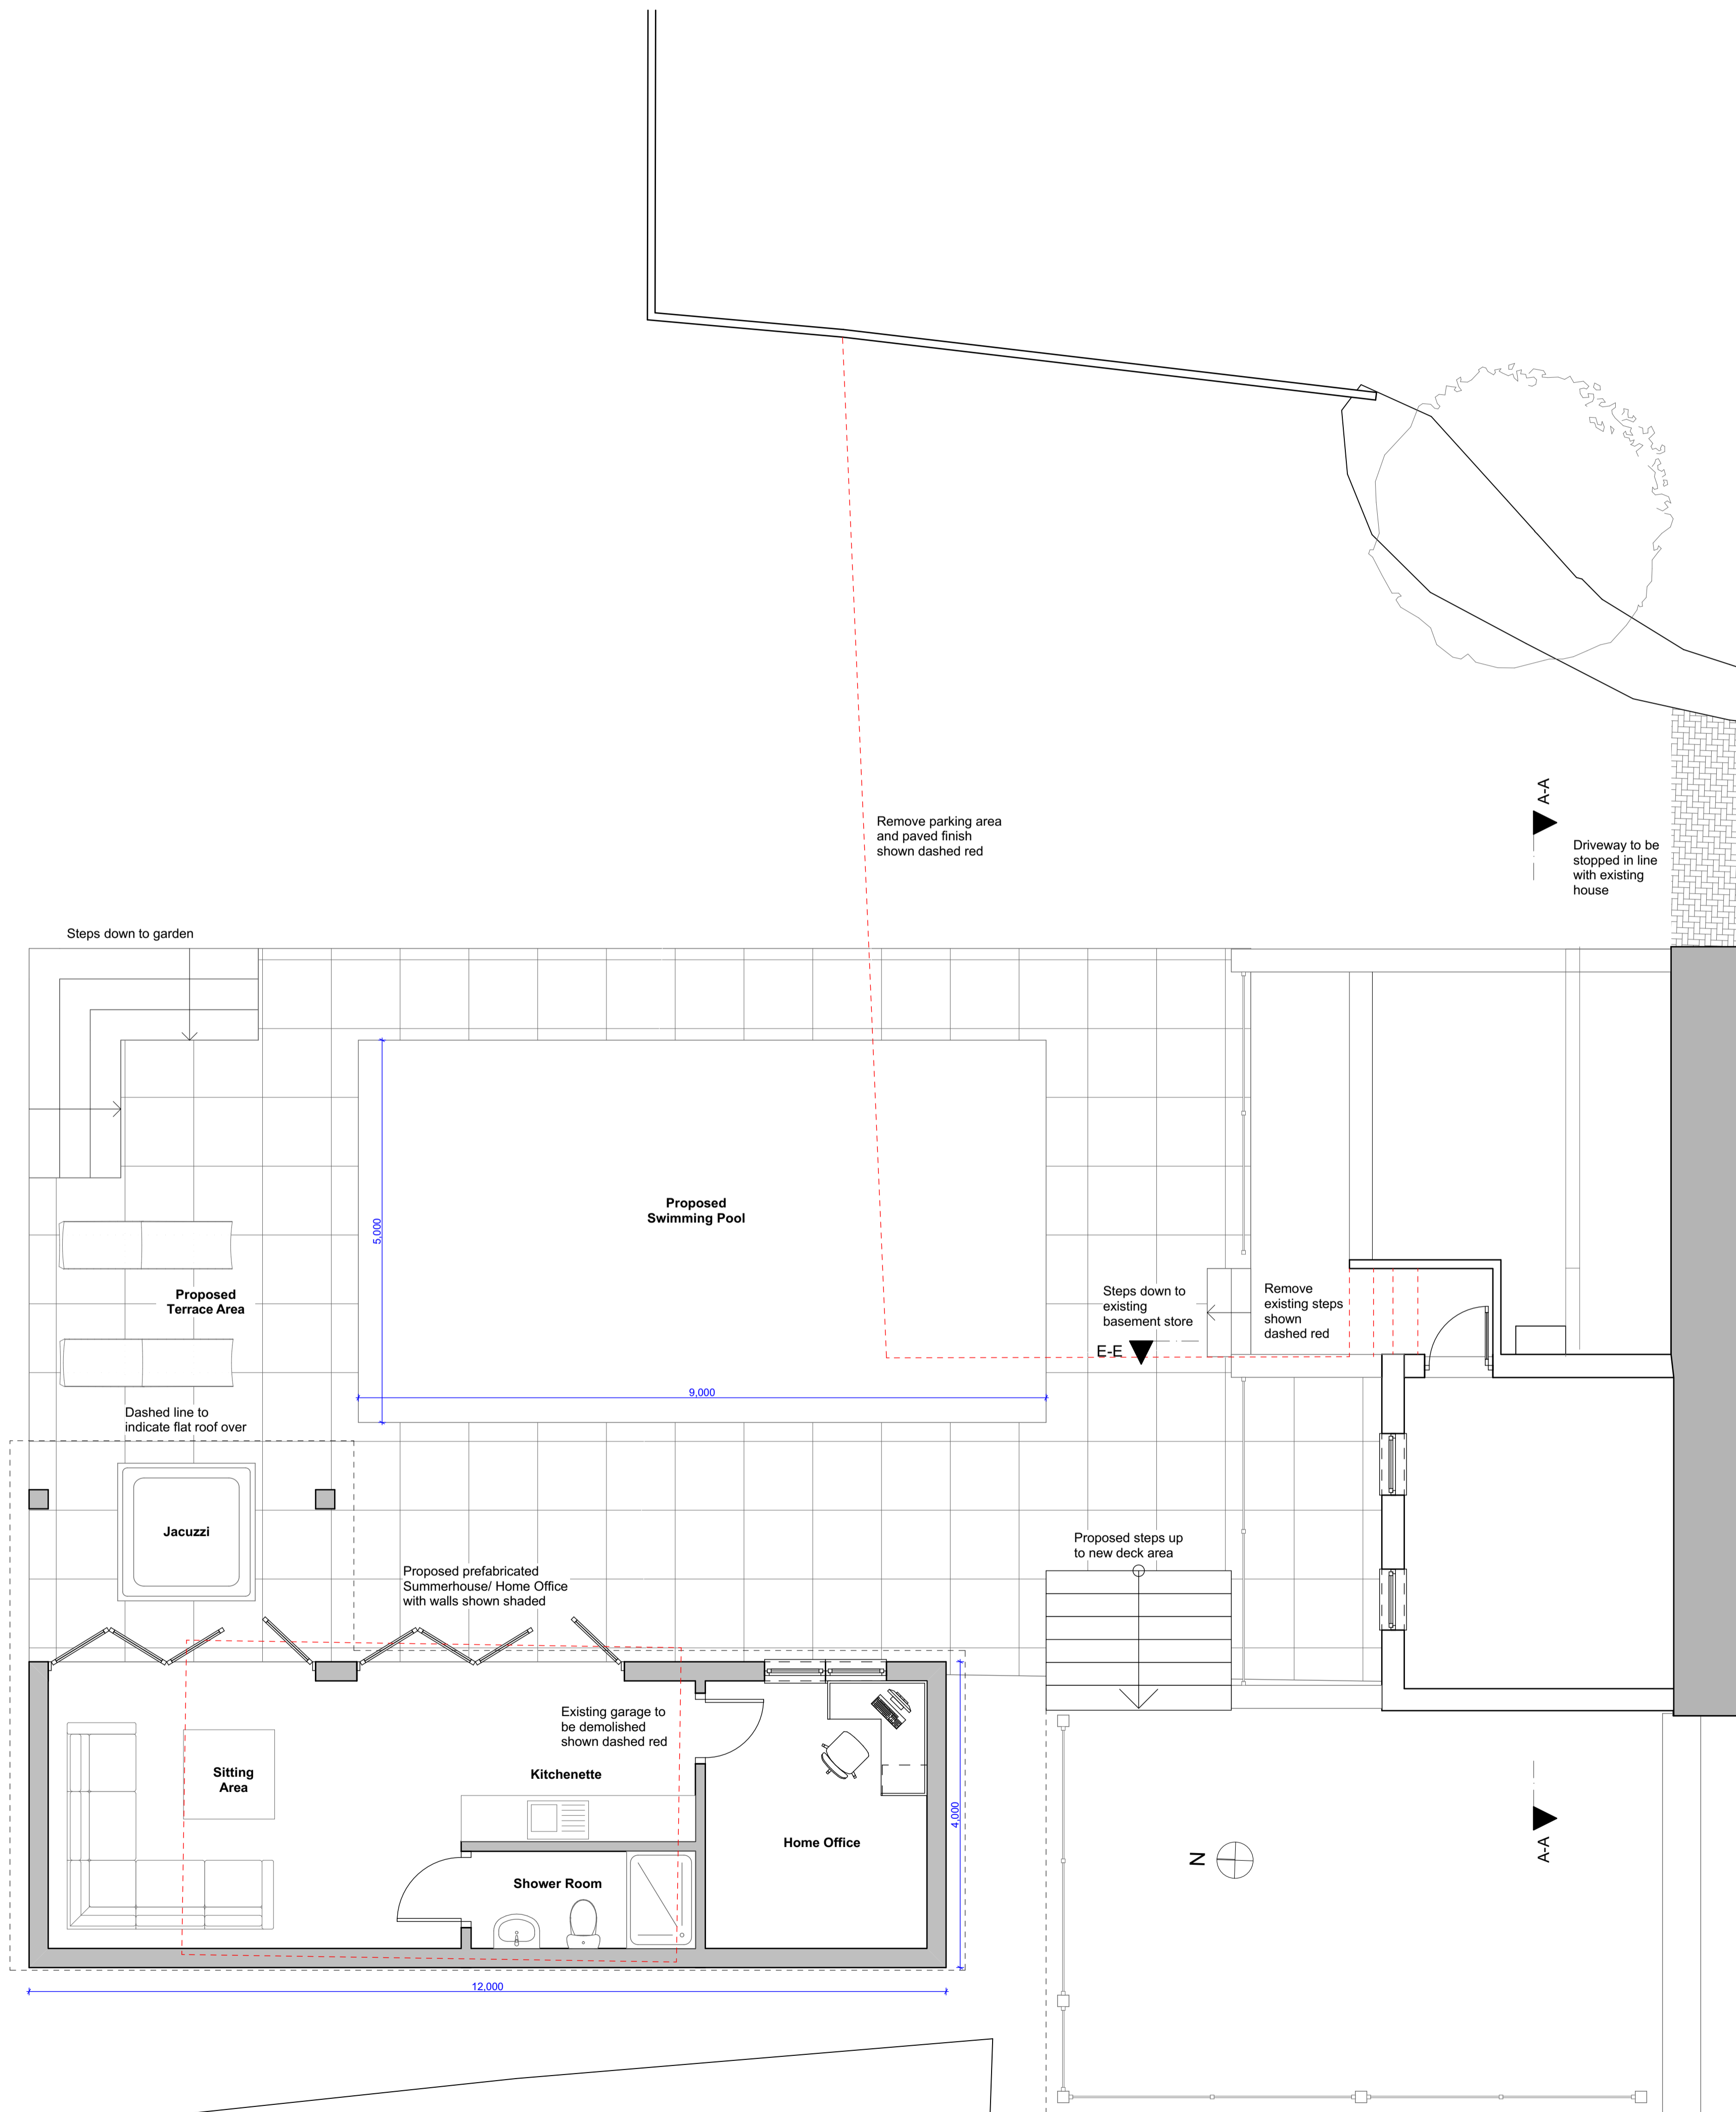 Remove parking area
and paved finish
shown dashed red
A-A
Driveway to be
stopped in line
with existing
house
Steps down to garden
Proposed
Swimming Pool
5,000
9,000
Proposed
Terrace Area
Steps down to
existing
basement store
Remove
existing steps
shown
dashed red
E-E
Dashed line to
indicate flat roof over
Jacuzzi
Proposed prefabricated
Summerhouse/ Home Office
with walls shown shaded
Proposed steps up
to new deck area
Existing garage to
be demolished
shown dashed red
Sitting
Area
Kitchenette
Home Office
4,000
Shower Room
N
A-A
12,000